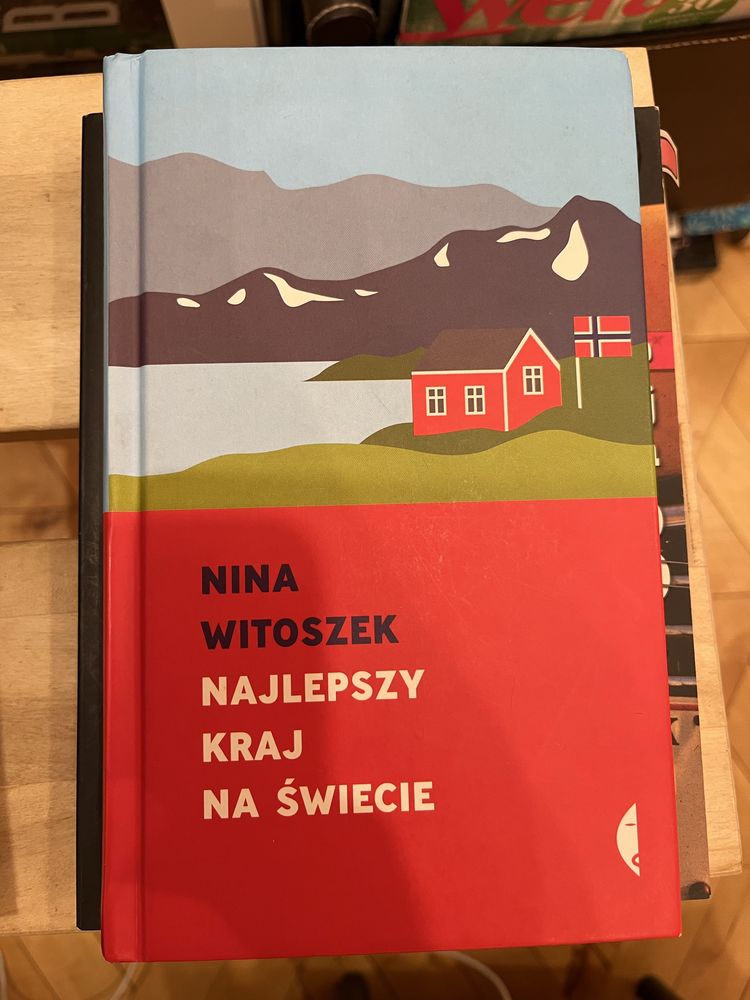 NINA
WITOSZEK
NAJLEPSZY
KRAJ
NA ŚWIECIE